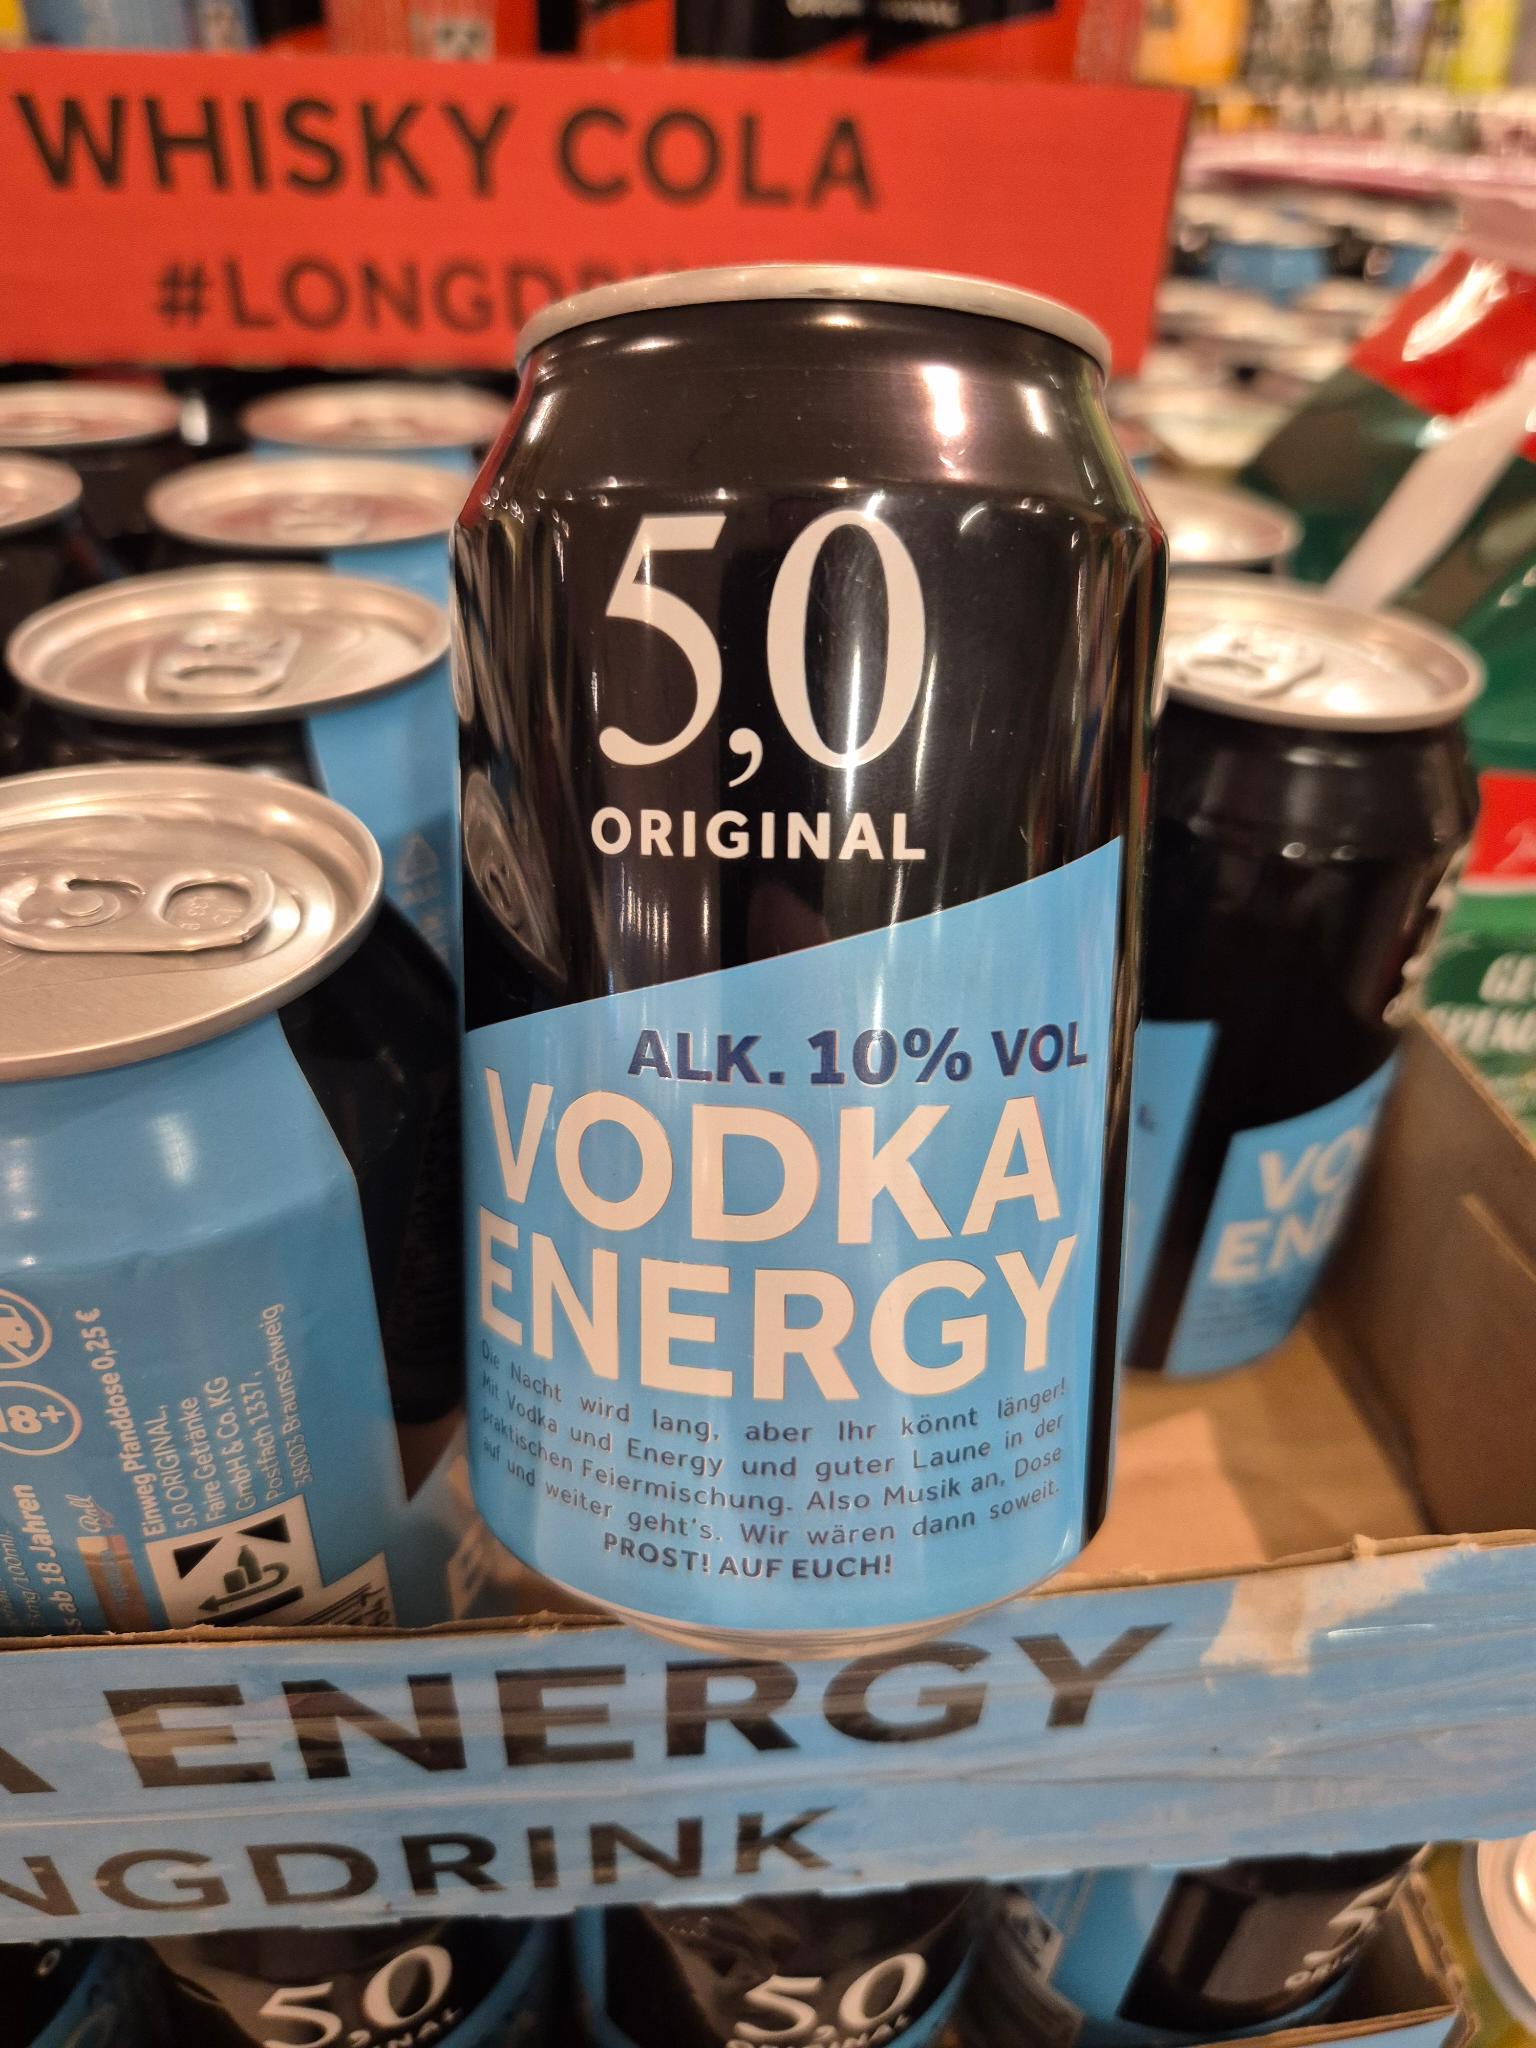 WHISKY COLA
5,0
ORIGINAL
ALK. 10% VOL
VODKA
ENERGY
Die Nacht wird lang, aber Ihr könnt länger!
Mit Vodka und Energy und guter Laune in der
praktischen Feiermischung. Also Musik an, Dose
auf und weiter geht's. Wir wären dann soweit.
PROST! AUF EUCH!
18+
ab 18 Jahren
Einweg Pfanddose 0,25 €
5,0 ORIGINAL,
Faire Getränke
GmbH & Co. KG
Postfach 1337,
38003 Braunschweig
ENERGY
NGDRINK
5,0
ORIGINAL
5,0
ORIGINAL